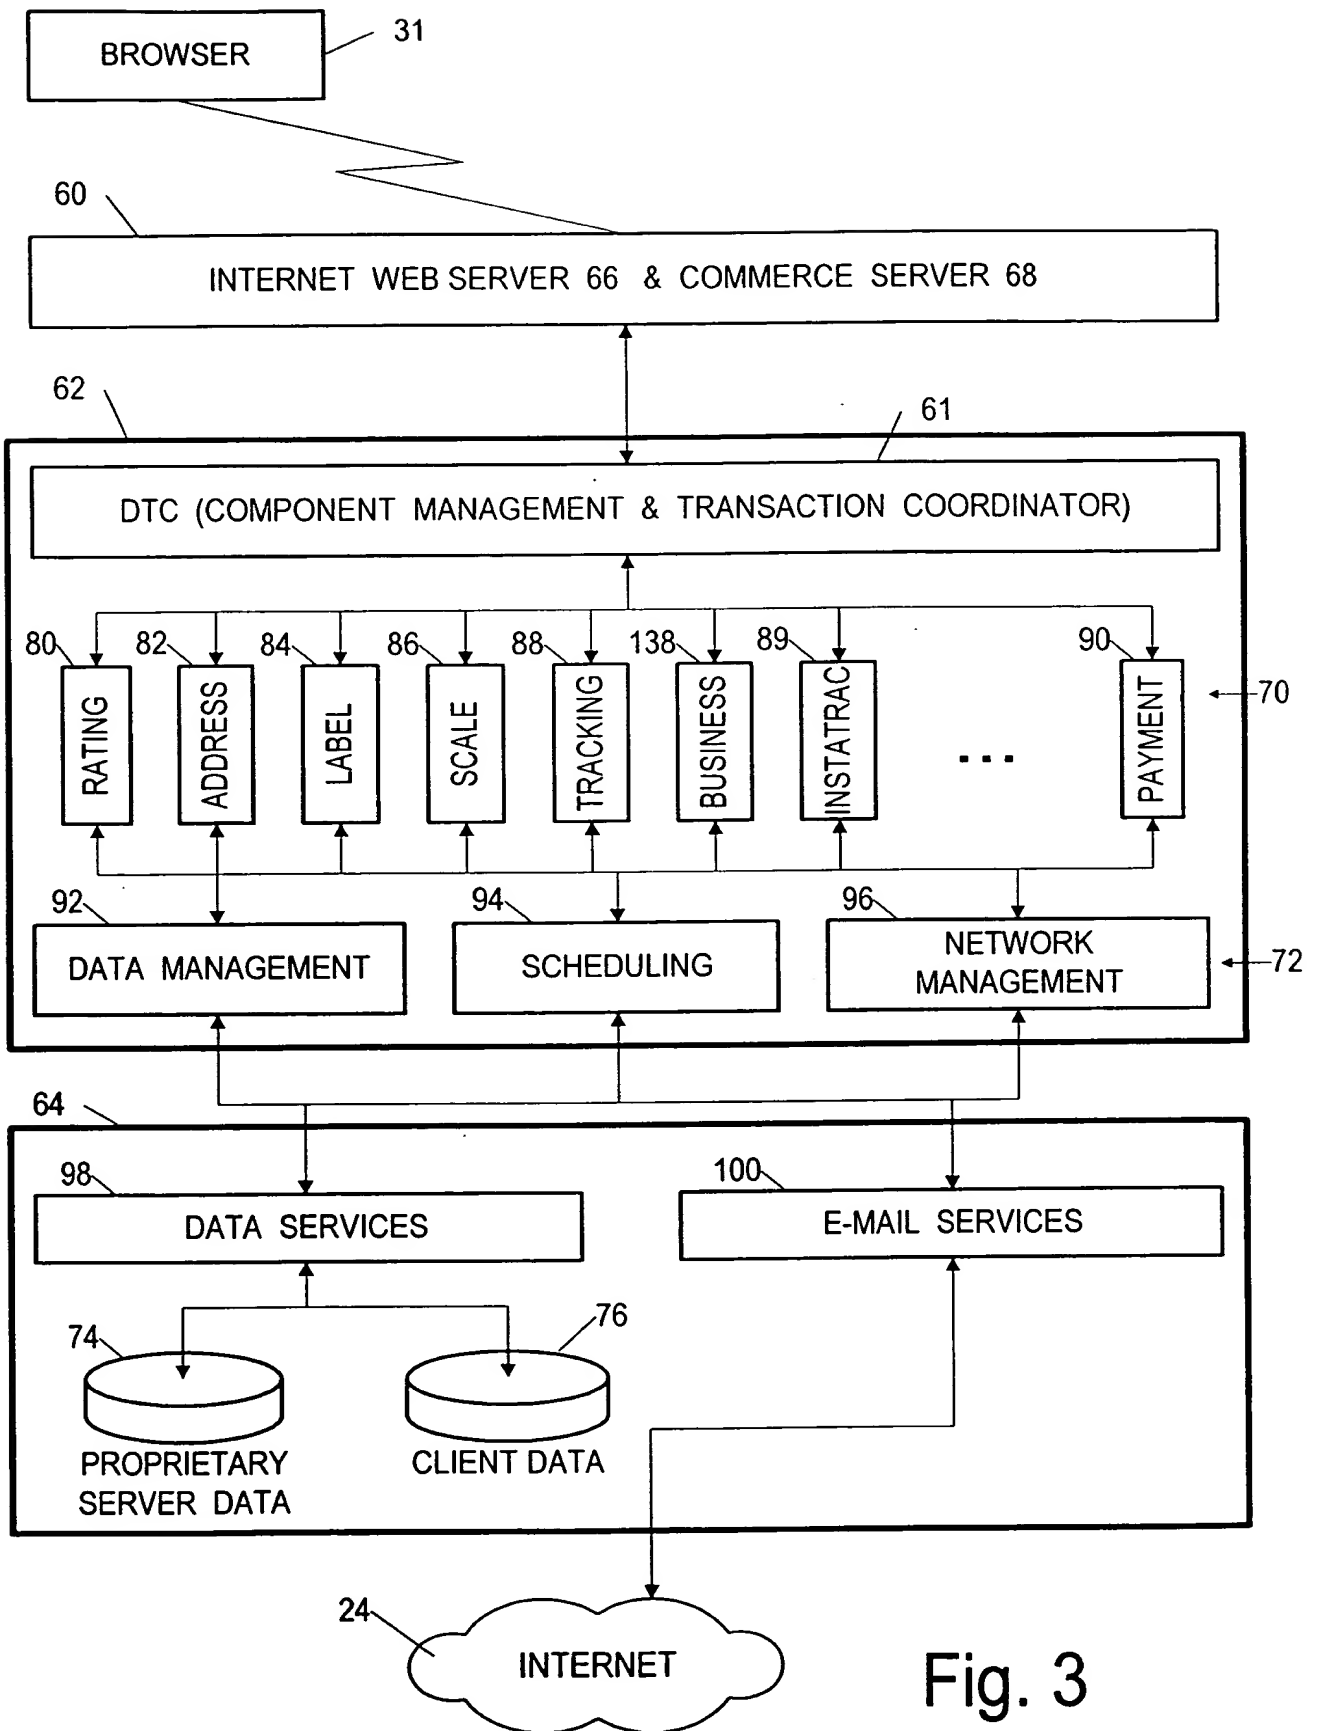 BROWSER
31
60
INTERNET WEB SERVER 66 & COMMERCE SERVER 68
62
61
DTC (COMPONENT MANAGEMENT & TRANSACTION COORDINATOR)
80
82
84
86
88
138
89
90
RATING
ADDRESS
LABEL
SCALE
TRACKING
BUSINESS
INSTATRAC
...
PAYMENT
70
92
94
96
DATA MANAGEMENT
SCHEDULING
NETWORK
MANAGEMENT
72
64
98
100
DATA SERVICES
E-MAIL SERVICES
74
76
PROPRIETARY
SERVER DATA
CLIENT DATA
24
INTERNET
Fig. 3